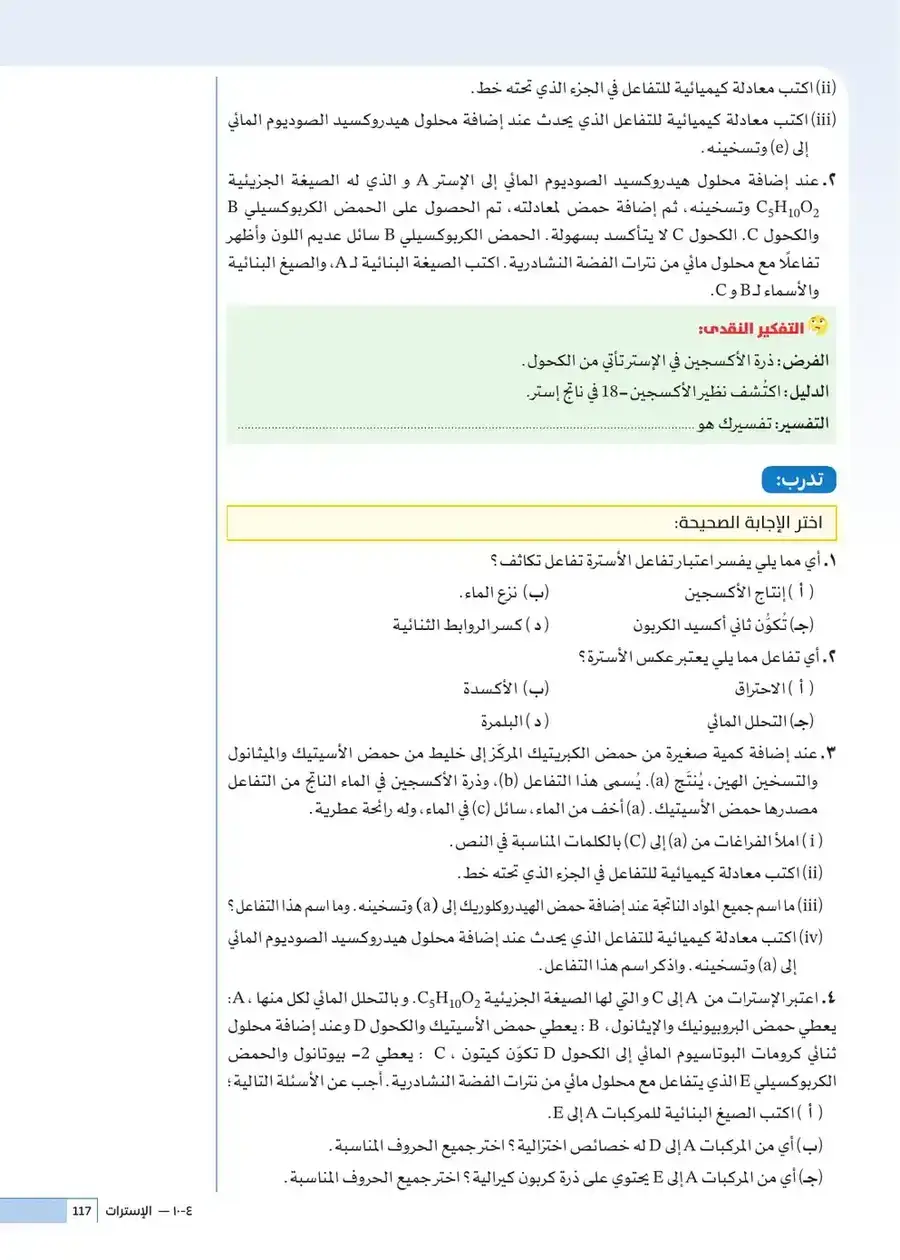 (ii) اكتب معادلة كيميائية للتفاعل في الجزء الذي تحته خط.
(iii) اكتب معادلة كيميائية للتفاعل الذي يحدث عند إضافة محلول هيدروكسيد الصوديوم المائي
إلى (e) وتسخينه.
٢. عند إضافة محلول هيدروكسيد الصوديوم المائي إلى الإستر A و الذي له الصيغة الجزيئية
C₅H₁₀O₂ وتسخينه، ثم إضافة حمض لمعادلته، تم الحصول على الحمض الكربوكسيلي B
والكحول C. الكحول C لا يتأكسد بسهولة. الحمض الكربوكسيلي B سائل عديم اللون وأظهر
تفاعلًا مع محلول مائي من نترات الفضة النشادرية. اكتب الصيغة البنائية لـ A، والصيغ البنائية
والأسماء لـ B و C.
التفكير النقدي:
الفرض: ذرة الأكسجين في الإستر تأتي من الكحول.
الدليل: اكتُشف نظير الأكسجين –18 في ناتج إستر.
التفسير: تفسيرك هو ........................................................
تدرب:
اختر الإجابة الصحيحة:
١. أي مما يلي يفسر اعتبار تفاعل الأسترة تفاعل تكاثف؟
( أ ) إنتاج الأكسجين (ب) نزع الماء.
(جـ) تُكوُّن ثاني أكسيد الكربون ( د ) كسر الروابط الثنائية
٢. أي تفاعل مما يلي يعتبر عكس الأسترة؟
( أ ) الاحتراق (ب) الأكسدة
(جـ) التحلل المائي ( د ) البلمرة
٣. عند إضافة كمية صغيرة من حمض الكبريتيك المركّز إلى خليط من حمض الأسيتيك والميثانول
والتسخين الهين، يُنتَج (a). يُسمى هذا التفاعل (b)، وذرة الأكسجين في الماء الناتج من التفاعل
مصدرها حمض الأسيتيك. (a) أخف من الماء، سائل (c) في الماء، وله رائحة عطرية.
( i ) املأ الفراغات من (a) إلى (C) بالكلمات المناسبة في النص.
(ii) اكتب معادلة كيميائية للتفاعل في الجزء الذي تحته خط.
(iii) ما اسم جميع المواد الناتجة عند إضافة حمض الهيدروكلوريك إلى (a) وتسخينه. وما اسم هذا التفاعل؟
(iv) اكتب معادلة كيميائية للتفاعل الذي يحدث عند إضافة محلول هيدروكسيد الصوديوم المائي
إلى (a) وتسخينه. واذكر اسم هذا التفاعل.
٤. اعتبر الإسترات من A إلى C و التي لها الصيغة الجزيئية C₅H₁₀O₂. و بالتحلل المائي لكل منها ، A:
يعطي حمض البروبيونيك والإيثانول، B : يعطي حمض الأسيتيك والكحول D وعند إضافة محلول
ثنائي كرومات البوتاسيوم المائي إلى الكحول D تكوّن كيتون ، C : يعطي 2– بيوتانول والحمض
الكربوكسيلي E الذي يتفاعل مع محلول مائي من نترات الفضة النشادرية. أجب عن الأسئلة التالية؛
( أ ) اكتب الصيغ البنائية للمركبات A إلى E.
(ب) أي من المركبات A إلى D له خصائص اختزالية؟ اختر جميع الحروف المناسبة.
(جـ) أي من المركبات A إلى E يحتوي على ذرة كربون كيرالية؟ اختر جميع الحروف المناسبة.
٤-١٠ — الإسترات 117